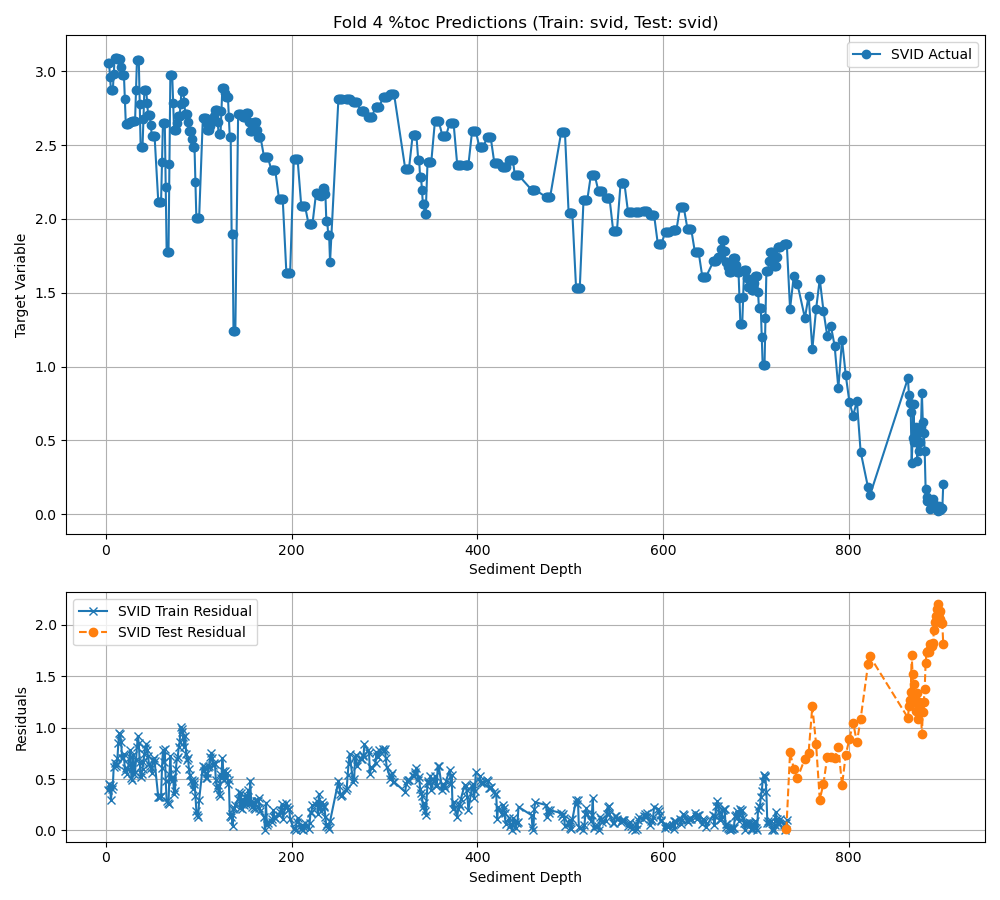 Fold 4 %toc Predictions (Train: svid, Test: svid)
SVID Actual
3.0
2.5
2.0
1.5
1.0
0.5
0.0
Target Variable
0 200 400 600 800
Sediment Depth
SVID Train Residual
SVID Test Residual
2.0
1.5
1.0
0.5
0.0
Residuals
0 200 400 600 800
Sediment Depth